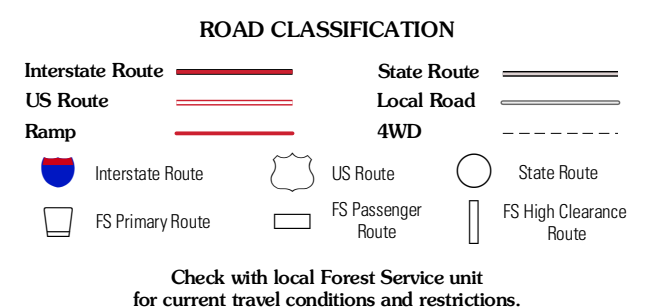 ROAD CLASSIFICATION
Interstate Route
State Route
US Route
Local Road
Ramp
4WD
Interstate Route
US Route
State Route
FS Primary Route
FS Passenger
Route
FS High Clearance
Route
Check with local Forest Service unit
for current travel conditions and restrictions.